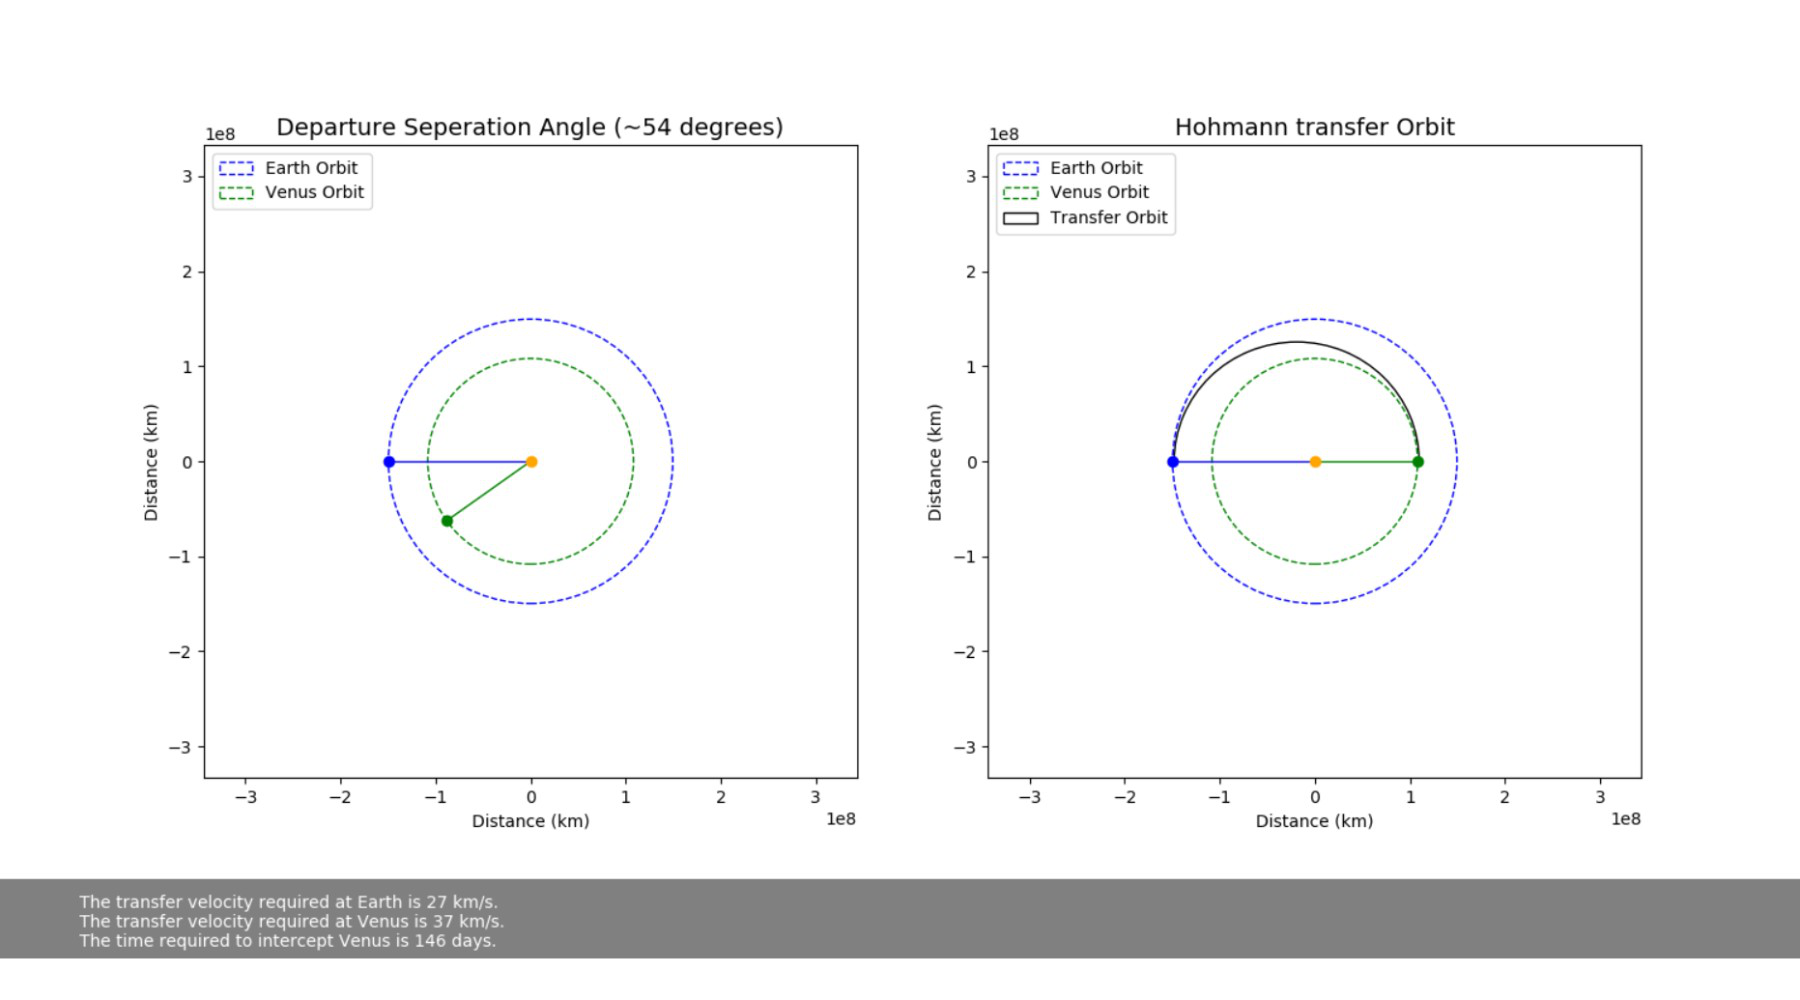 Departure Seperation Angle (~54 degrees)
1e8
Earth Orbit
Venus Orbit
3
2
1
0
−1
−2
−3
Distance (km)
−3 −2 −1 0 1 2 3
Distance (km)
1e8
Hohmann transfer Orbit
1e8
Earth Orbit
Venus Orbit
Transfer Orbit
3
2
1
0
−1
−2
−3
Distance (km)
−3 −2 −1 0 1 2 3
Distance (km)
1e8
The transfer velocity required at Earth is 27 km/s.
The transfer velocity required at Venus is 37 km/s.
The time required to intercept Venus is 146 days.